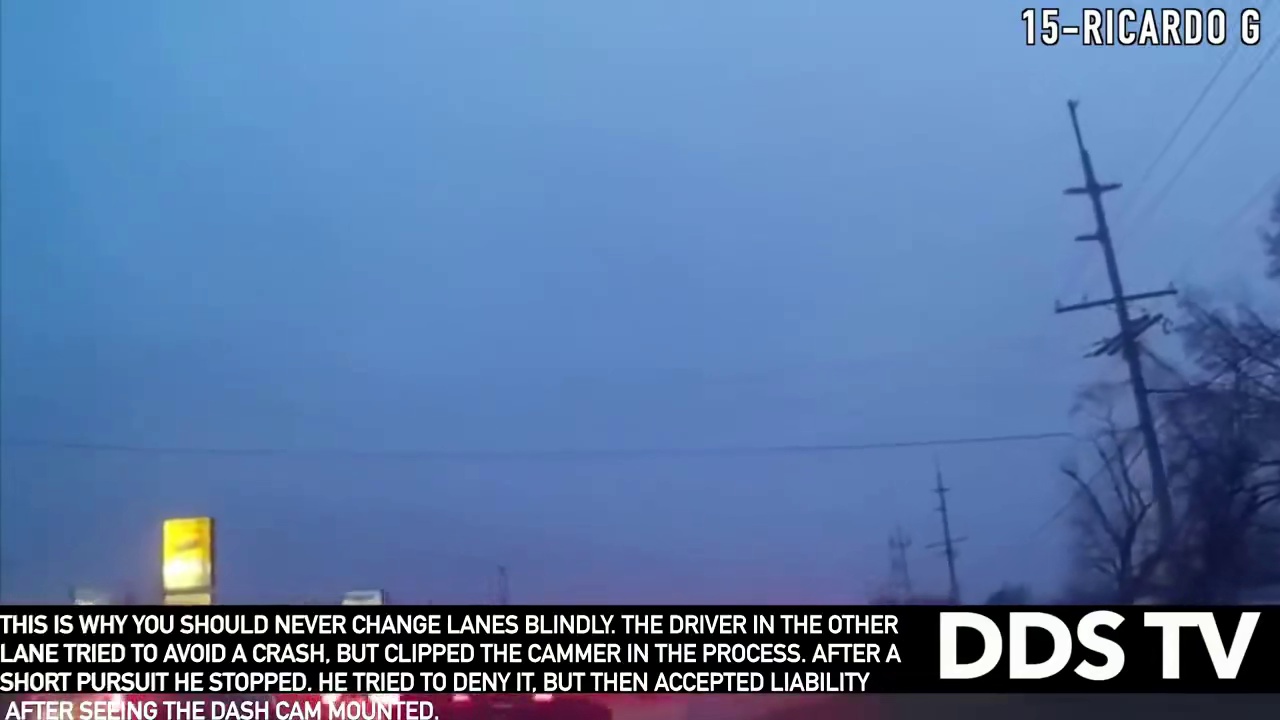 15-RICARDO G
THIS IS WHY YOU SHOULD NEVER CHANGE LANES BLINDLY. THE DRIVER IN THE OTHER
LANE TRIED TO AVOID A CRASH, BUT CLIPPED THE CAMMER IN THE PROCESS. AFTER A
SHORT PURSUIT HE STOPPED. HE TRIED TO DENY IT, BUT THEN ACCEPTED LIABILITY
AFTER SEEING THE DASH CAM MOUNTED.
DDS TV